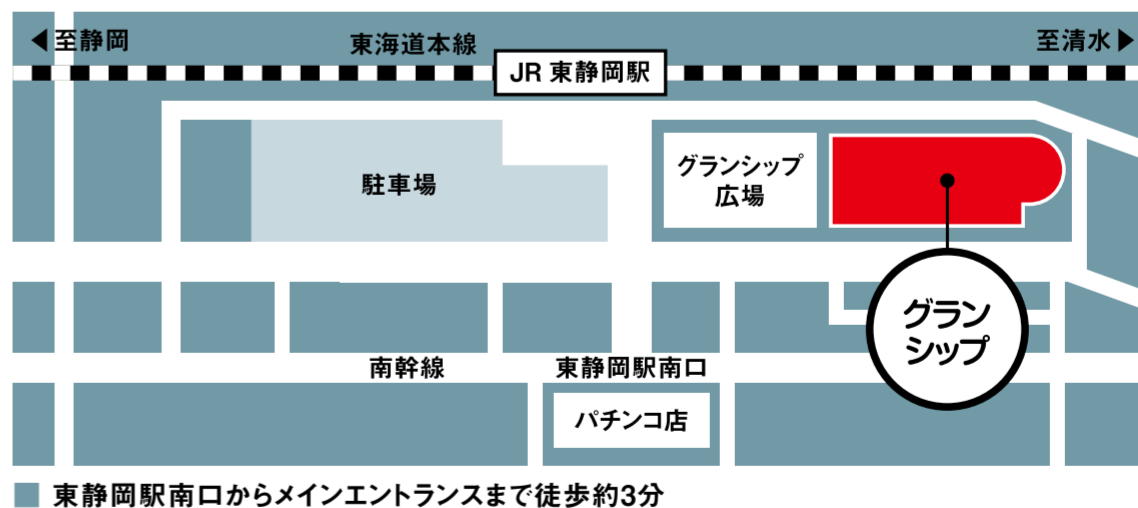 ◀至静岡
東海道本線
至清水▶
JR 東静岡駅
グランシップ
広場
駐車場
グラン
シップ
南幹線
東静岡駅南口
パチンコ店
■ 東静岡駅南口からメインエントランスまで徒歩約3分